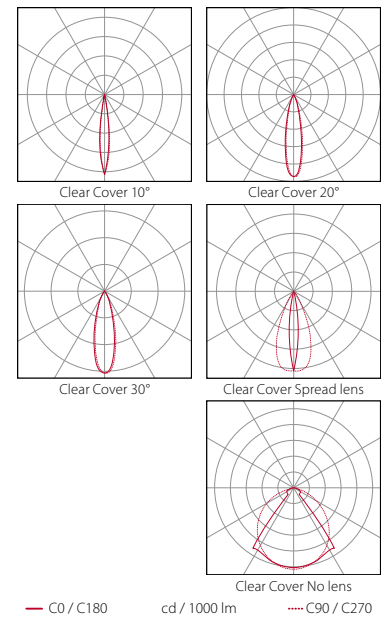 Clear Cover 10°
Clear Cover 20°
Clear Cover 30°
Clear Cover Spread lens
Clear Cover No lens
C0 / C180
cd / 1000 lm
C90 / C270